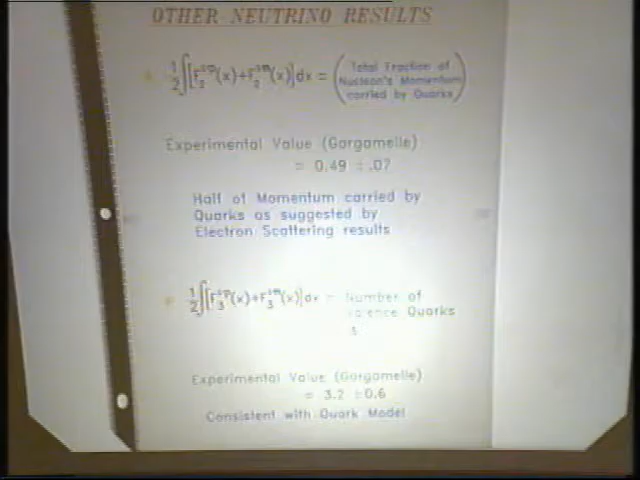 OTHER NEUTRINO RESULTS
1/2 ∫[F₂^νp(x)+F₂^νn(x)]dx = (Total Fraction of
Nucleon's Momentum
carried by Quarks)
Experimental Value (Gargamelle)
= 0.49 ± .07
Half of Momentum carried by
Quarks as suggested by
Electron Scattering results
1/2 ∫[F₃^νp(x)+F₃^νn(x)]dx = Number of
Valence Quarks
Experimental Value (Gargamelle)
= 3.2 ± 0.6
Consistent with Quark Model